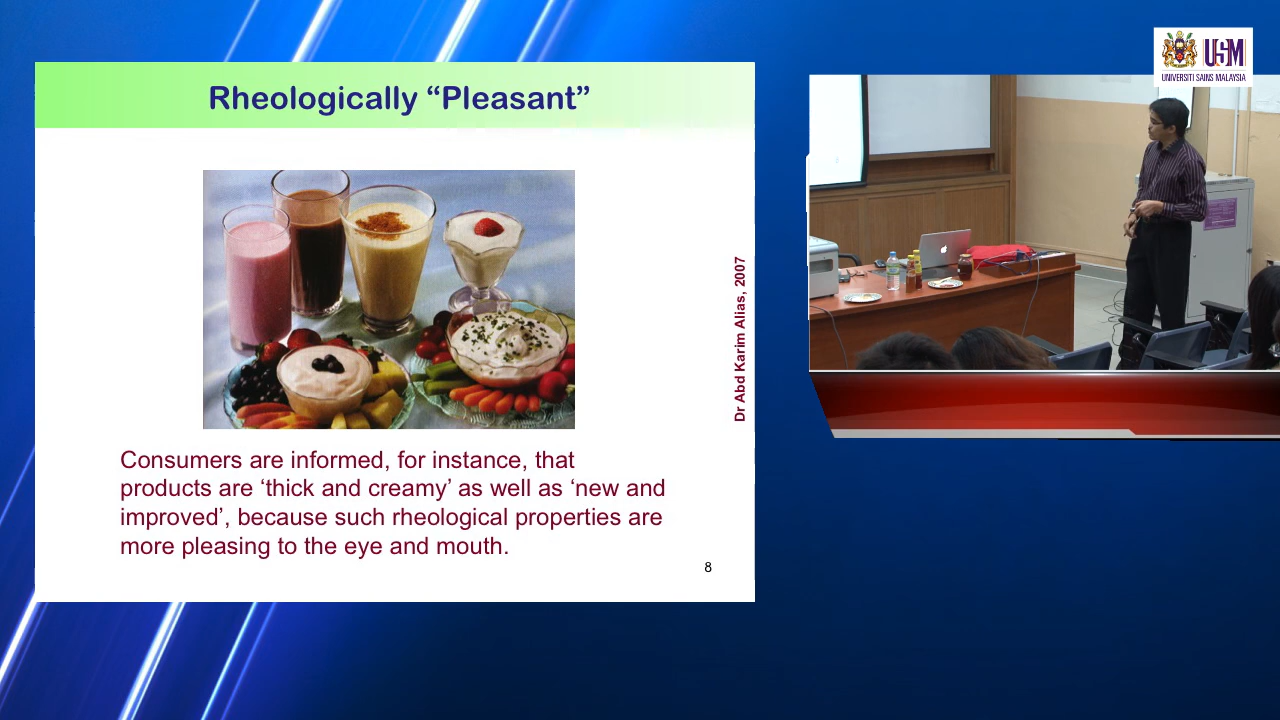 Rheologically “Pleasant”
Dr Abd Karim Alias, 2007
Consumers are informed, for instance, that
products are ‘thick and creamy’ as well as ‘new and
improved’, because such rheological properties are
more pleasing to the eye and mouth.
8
USM
UNIVERSITI SAINS MALAYSIA